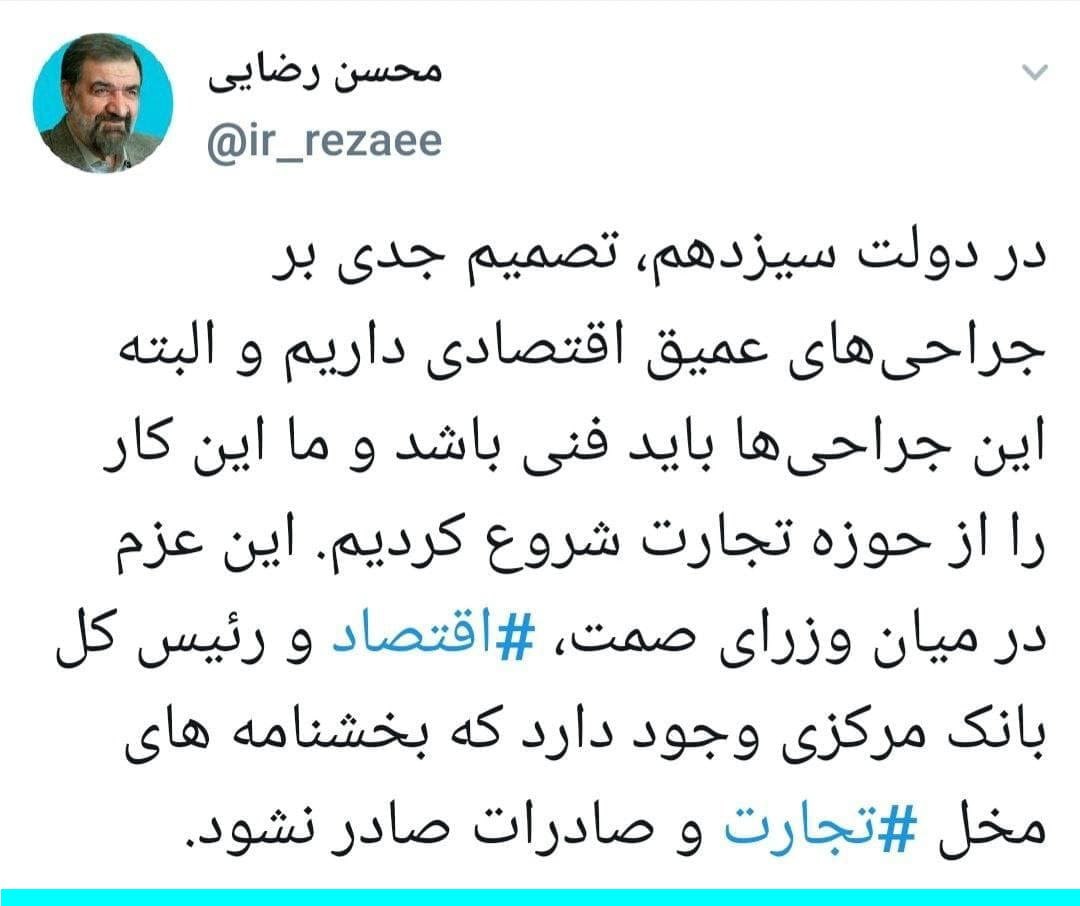 محسن رضایی
@ir_rezaee
در دولت سیزدهم، تصمیم جدی بر
جراحی‌های عمیق اقتصادی داریم و البته
این جراحی‌ها باید فنی باشد و ما این کار
را از حوزه تجارت شروع کردیم. این عزم
در میان وزرای صمت، #اقتصاد و رئیس کل
بانک مرکزی وجود دارد که بخشنامه های
مخل #تجارت و صادرات صادر نشود.